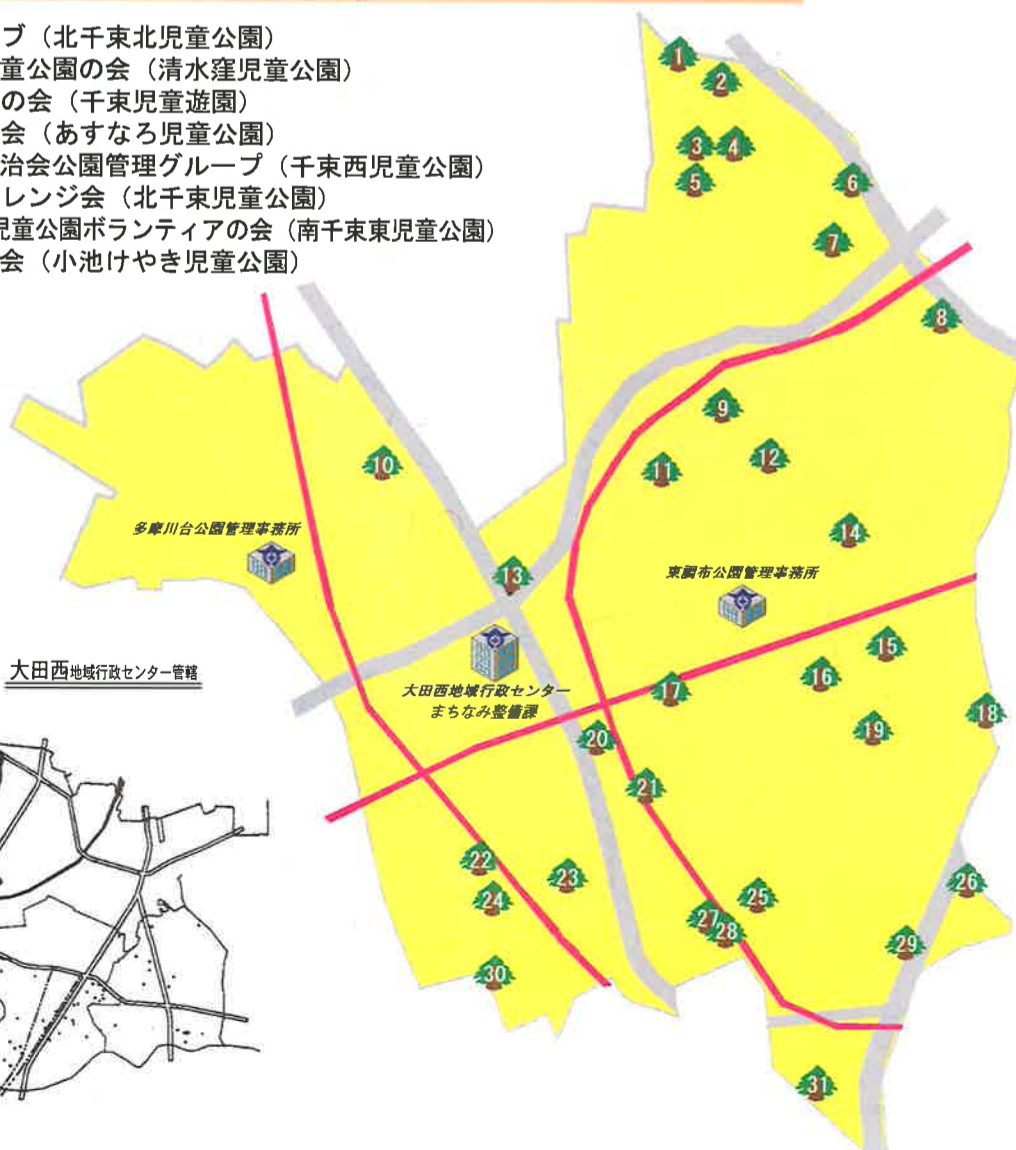 ブ（北千束北児童公園）
童公園の会（清水窪児童公園）
の会（千束児童遊園）
会（あすなろ児童公園）
治会公園管理グループ（千束西児童公園）
レンジ会（北千束児童公園）
児童公園ボランティアの会（南千束東児童公園）
会（小池けやき児童公園）
1
2
3
4
5
6
7
8
9
10
11
12
多摩川台公園管理事務所
14
13
東調布公園管理事務所
15
大田西地域行政センター管轄
16
大田西地域行政センター
まちなみ整備課
17
18
19
20
21
22
23
24
25
26
27
28
29
30
31